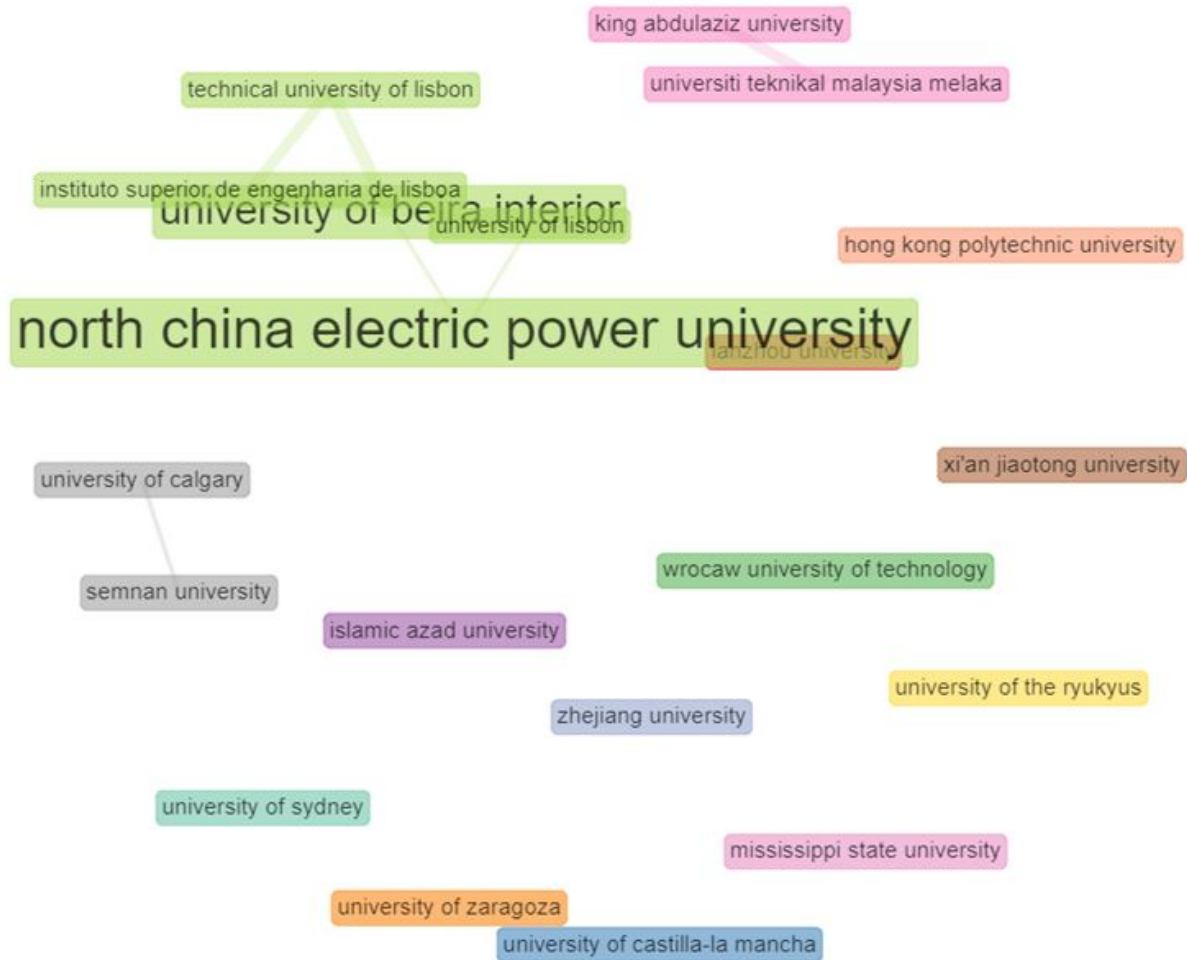 king abdulaziz university
universiti teknikal malaysia melaka
technical university of lisbon
instituto superior de engenharia de lisboa
university of beira interior
university of lisbon
hong kong polytechnic university
north china electric power university
lanzhou university
xi'an jiaotong university
university of calgary
wrocaw university of technology
semnan university
islamic azad university
university of the ryukyus
zhejiang university
university of sydney
mississippi state university
university of zaragoza
university of castilla-la mancha